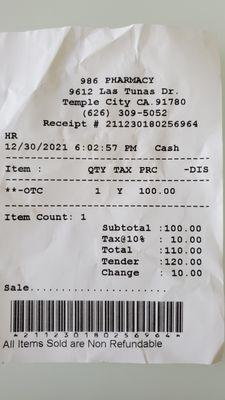 986 PHARMACY
9612 Las Tunas Dr.
Temple City CA.91780
(626) 309-5052
Receipt # 211230180256964
HR
12/30/2021 6:02:57 PM Cash
Item : QTY TAX PRC -DIS
**-OTC 1 Y 100.00
Item Count: 1
Subtotal :100.00
Tax@10% : 10.00
Total :110.00
Tender :120.00
Change : 10.00
Sale.....................
*211230180256964*
All Items Sold are Non Refundable